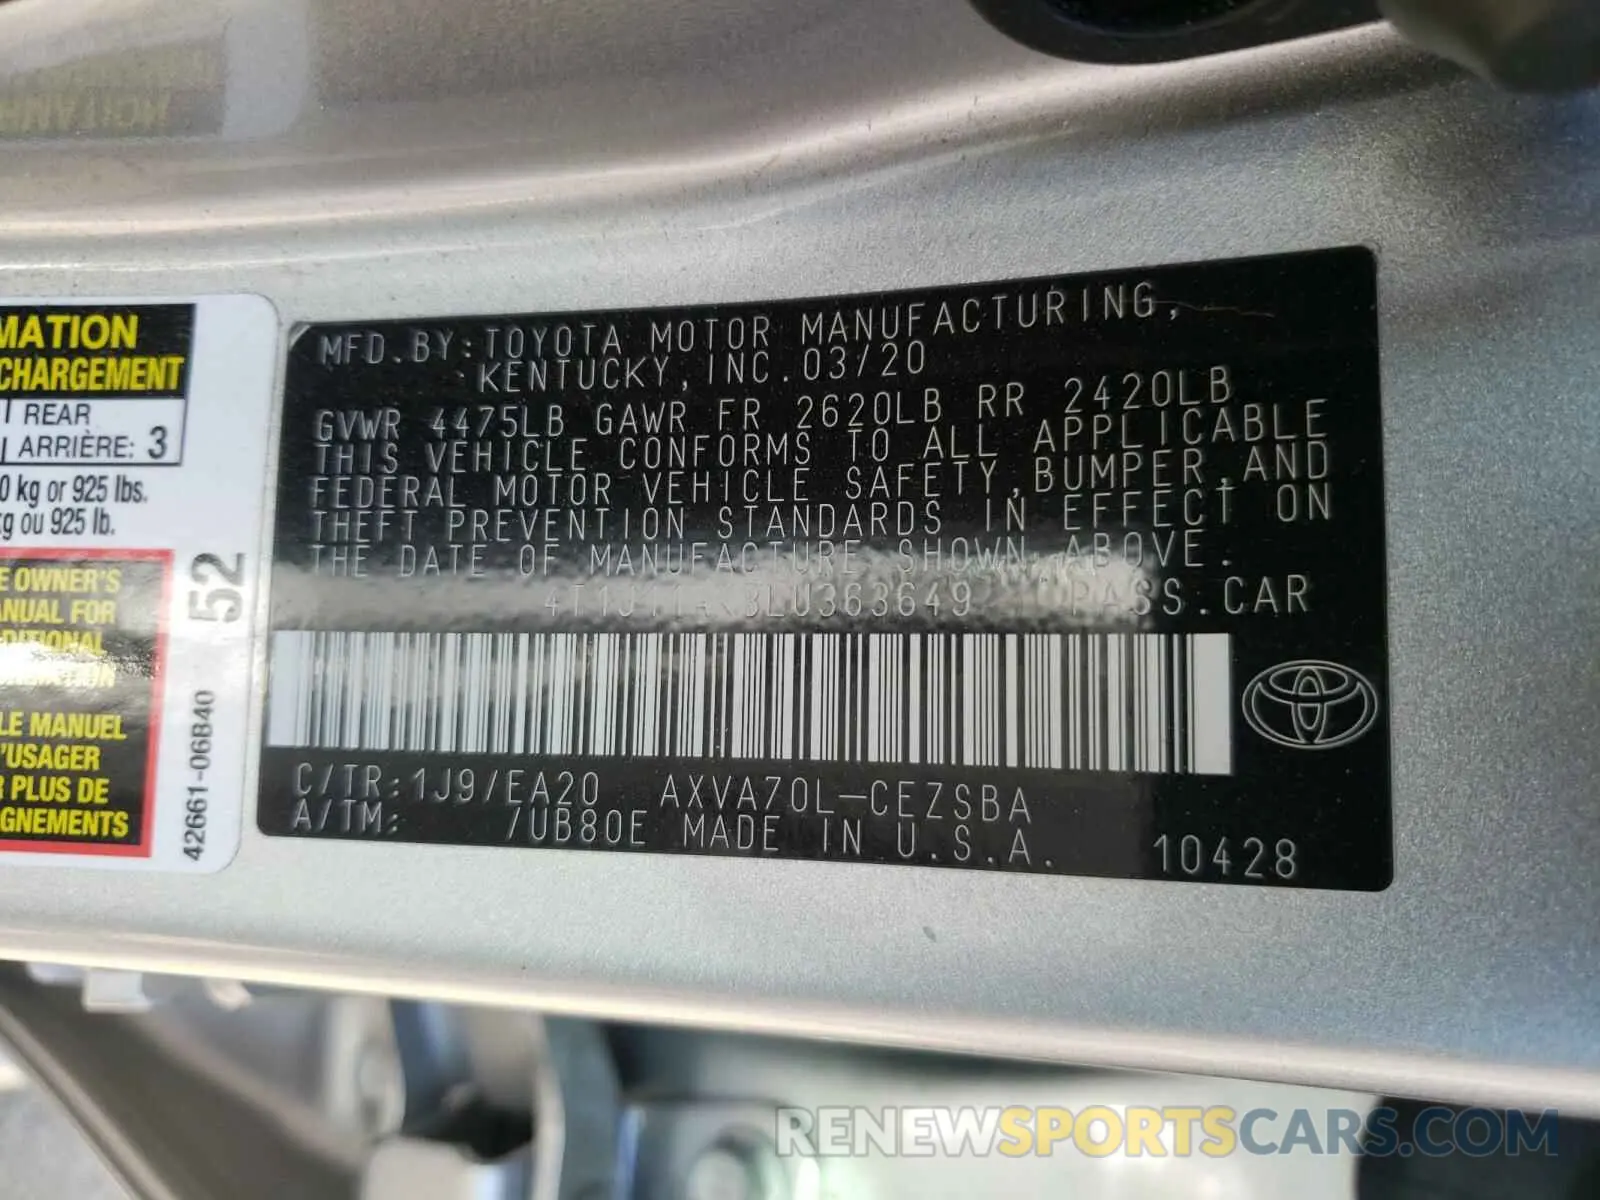 MATION
CHARGEMENT
REAR
ARRIÈRE: 3
0 kg or 925 lbs.
kg ou 925 lb.
E OWNER'S
ANUAL FOR
DITIONAL
LE MANUEL
'USAGER
R PLUS DE
GNEMENTS
52
42661-06B40
MFD. BY: TOYOTA MOTOR MANUFACTURING,
KENTUCKY, INC. 03/20
GVWR 4475LB GAWR FR 2620LB RR 2420LB
THIS VEHICLE CONFORMS TO ALL APPLICABLE
FEDERAL MOTOR VEHICLE SAFETY, BUMPER, AND
THEFT PREVENTION STANDARDS IN EFFECT ON
THE DATE OF MANUFACTURE SHOWN ABOVE.
PASS. CAR
C/TR: 1J9/EA20 AXVA70L-CEZSBA
A/TM: /UB80E MADE IN U.S.A.
10428
RENEWSPORTSCARS.COM